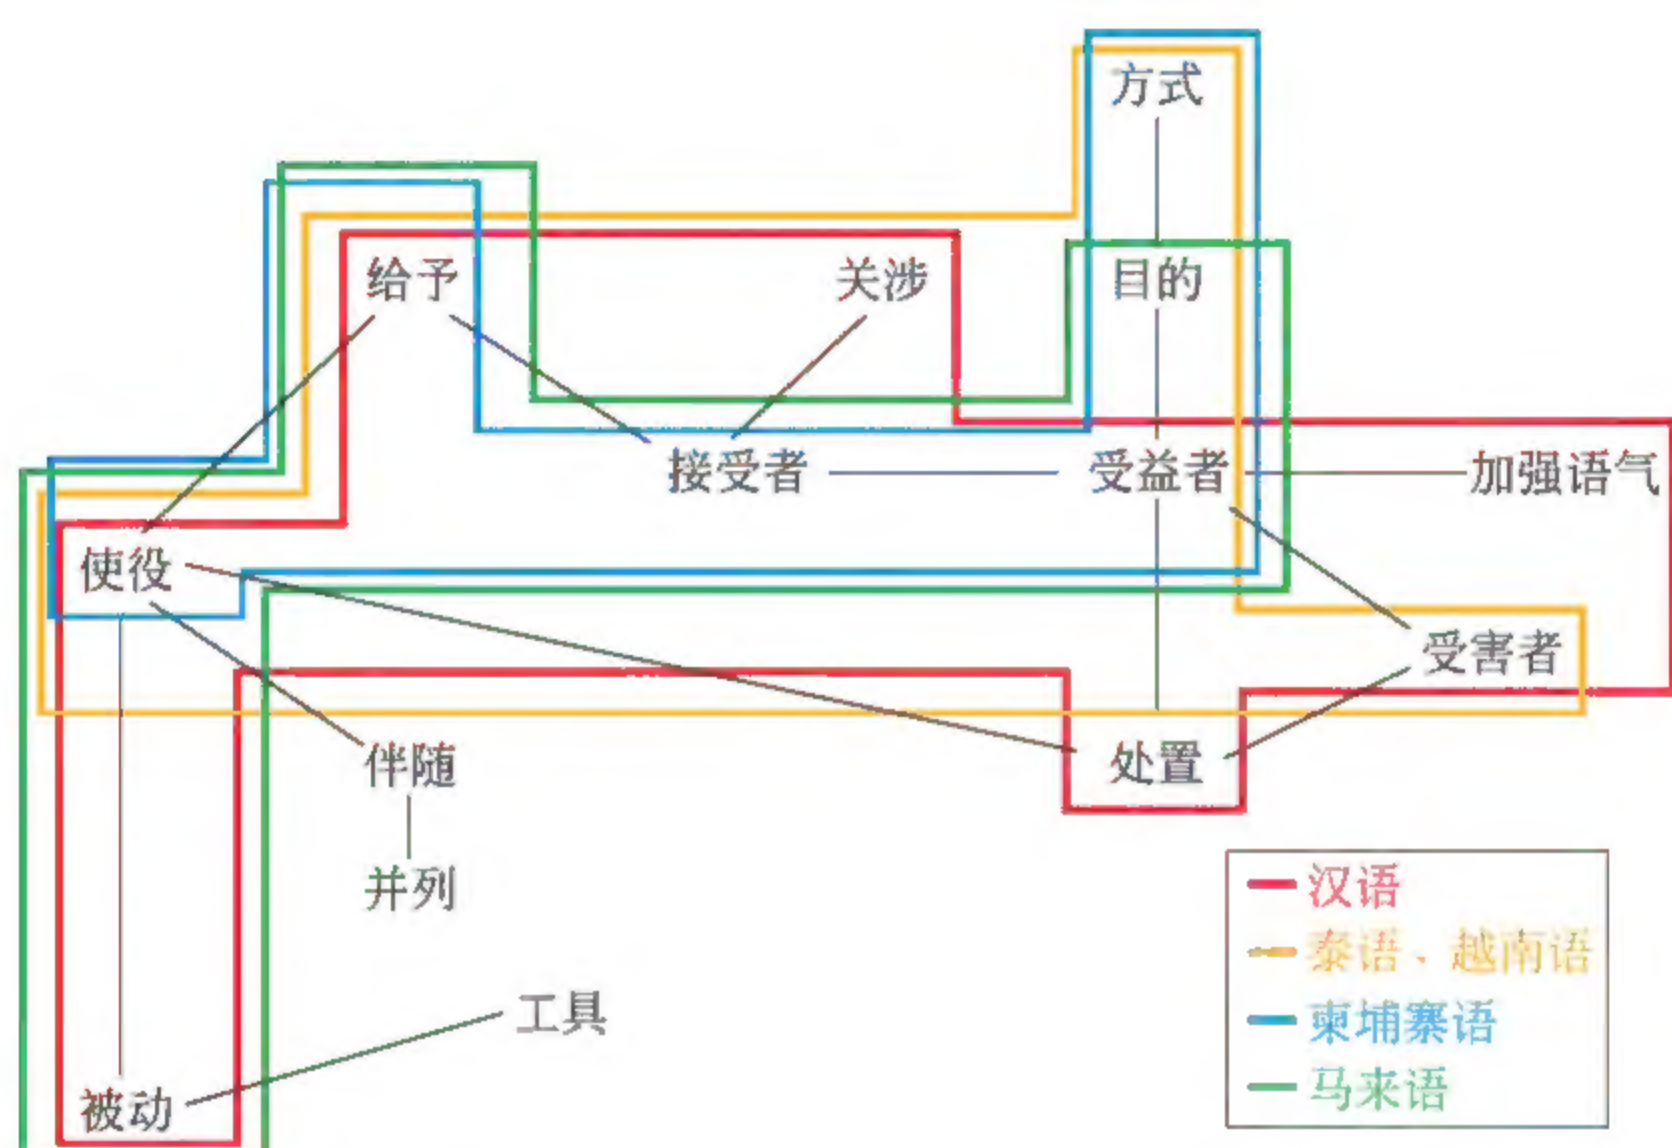 方式
给予
关涉
目的
接受者
受益者
加强语气
使役
受害者
伴随
处置
并列
汉语
泰语、越南语
柬埔寨语
马来语
工具
被动